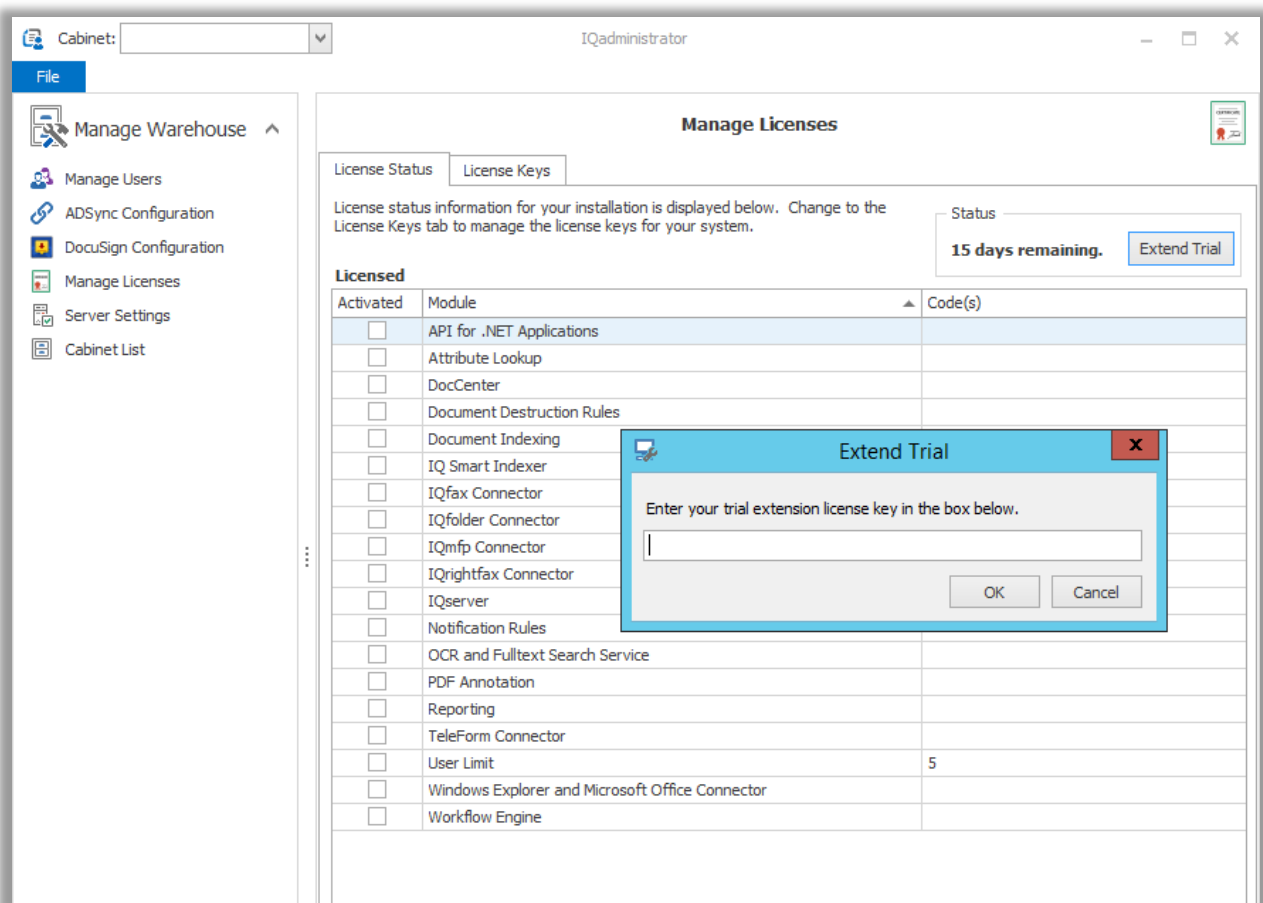 Cabinet:
IQadministrator
File
Manage Warehouse
Manage Users
ADSync Configuration
DocuSign Configuration
Manage Licenses
Server Settings
Cabinet List
Manage Licenses
License Status
License Keys
License status information for your installation is displayed below.  Change to the
License Keys tab to manage the license keys for your system.
Status
15 days remaining.
Extend Trial
Licensed
Activated
Module
Code(s)
API for .NET Applications
Attribute Lookup
DocCenter
Document Destruction Rules
Document Indexing
IQ Smart Indexer
IQfax Connector
IQfolder Connector
IQmfp Connector
IQrightfax Connector
IQserver
Notification Rules
OCR and Fulltext Search Service
PDF Annotation
Reporting
TeleForm Connector
User Limit
5
Windows Explorer and Microsoft Office Connector
Workflow Engine
Extend Trial
x
Enter your trial extension license key in the box below.
OK
Cancel